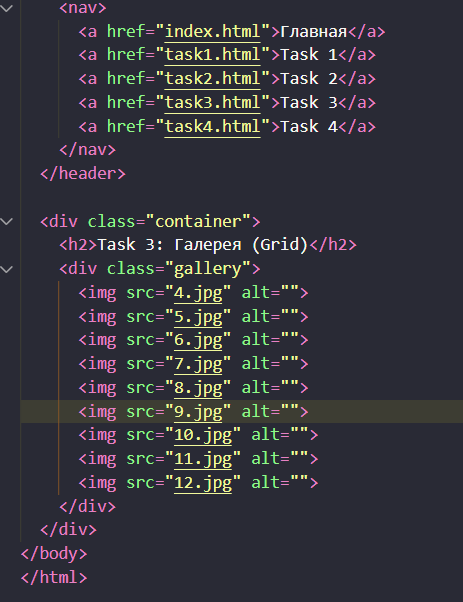 <nav>
<a href="index.html">Главная</a>
<a href="task1.html">Task 1</a>
<a href="task2.html">Task 2</a>
<a href="task3.html">Task 3</a>
<a href="task4.html">Task 4</a>
</nav>
</header>
<div class="container">
<h2>Task 3: Галерея (Grid)</h2>
<div class="gallery">
<img src="4.jpg" alt="">
<img src="5.jpg" alt="">
<img src="6.jpg" alt="">
<img src="7.jpg" alt="">
<img src="8.jpg" alt="">
<img src="9.jpg" alt="">
<img src="10.jpg" alt="">
<img src="11.jpg" alt="">
<img src="12.jpg" alt="">
</div>
</div>
</body>
</html>